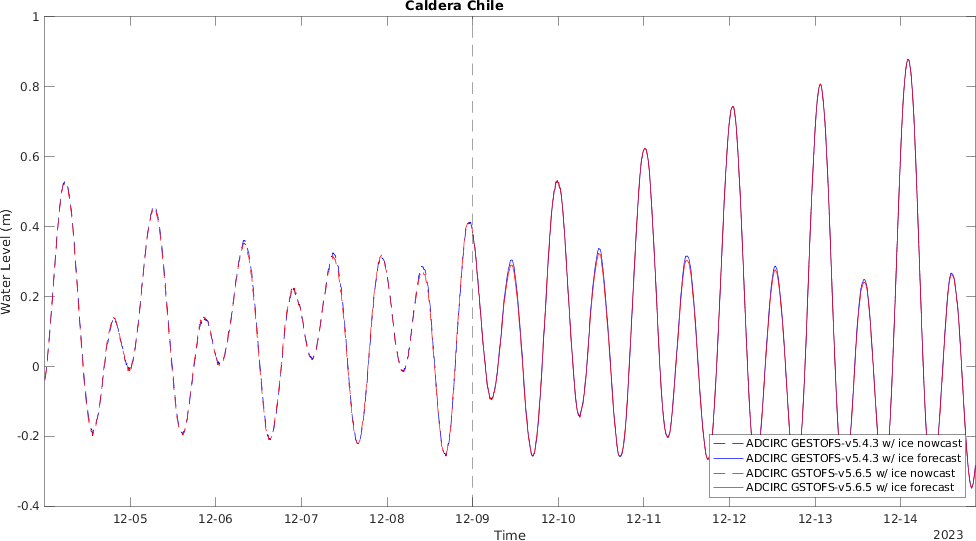 Caldera Chile
1
0.8
0.6
0.4
0.2
0
-0.2
-0.4
Water Level (m)
12-05
12-06
12-07
12-08
12-09
12-10
12-11
12-12
12-13
12-14
Time
2023
ADCIRC GESTOFS-v5.4.3 w/ ice nowcast
ADCIRC GESTOFS-v5.4.3 w/ ice forecast
ADCIRC GSTOFS-v5.6.5 w/ ice nowcast
ADCIRC GSTOFS-v5.6.5 w/ ice forecast